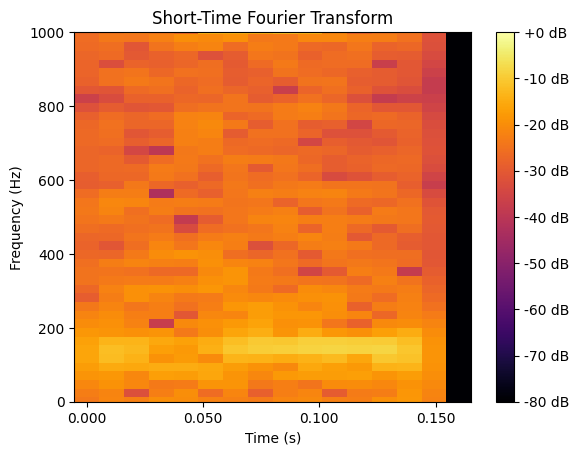 Short-Time Fourier Transform
Frequency (Hz)
1000
800
600
400
200
0
0.000
0.050
0.100
0.150
Time (s)
+0 dB
-10 dB
-20 dB
-30 dB
-40 dB
-50 dB
-60 dB
-70 dB
-80 dB